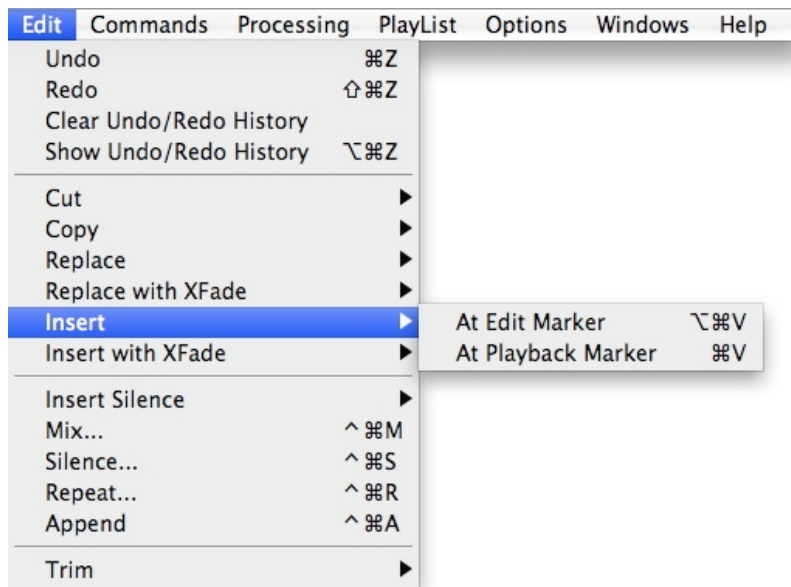 Edit Commands Processing PlayList Options Windows Help
Undo ⌘Z
Redo ⇧⌘Z
Clear Undo/Redo History
Show Undo/Redo History ⌥⌘Z
Cut
Copy
Replace
Replace with XFade
Insert
At Edit Marker ⌥⌘V
Insert with XFade
At Playback Marker ⌘V
Insert Silence
Mix... ^⌘M
Silence... ^⌘S
Repeat... ^⌘R
Append ^⌘A
Trim